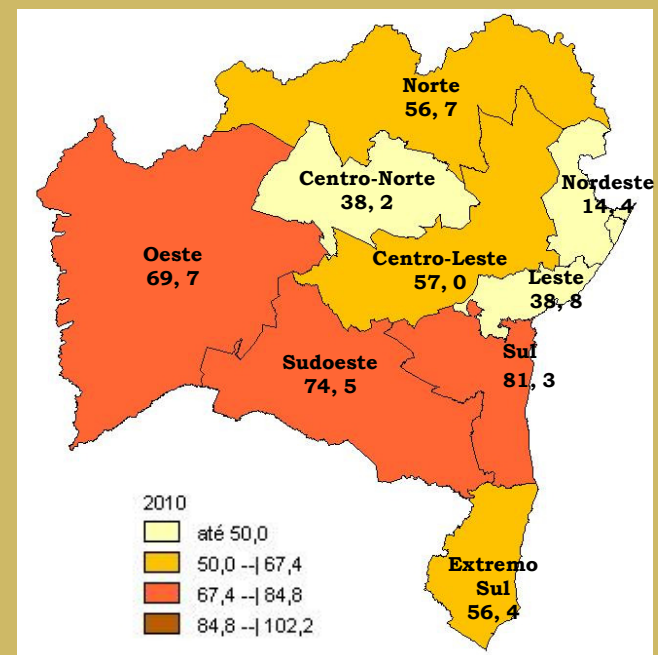 Norte
56, 7
Centro-Norte
38, 2
Nordeste
14, 4
Oeste
69, 7
Centro-Leste
57, 0
Leste
38, 8
Sudoeste
74, 5
Sul
81, 3
Extremo
Sul
56, 4
2010
até 50,0
50,0 --| 67,4
67,4 --| 84,8
84,8 --| 102,2